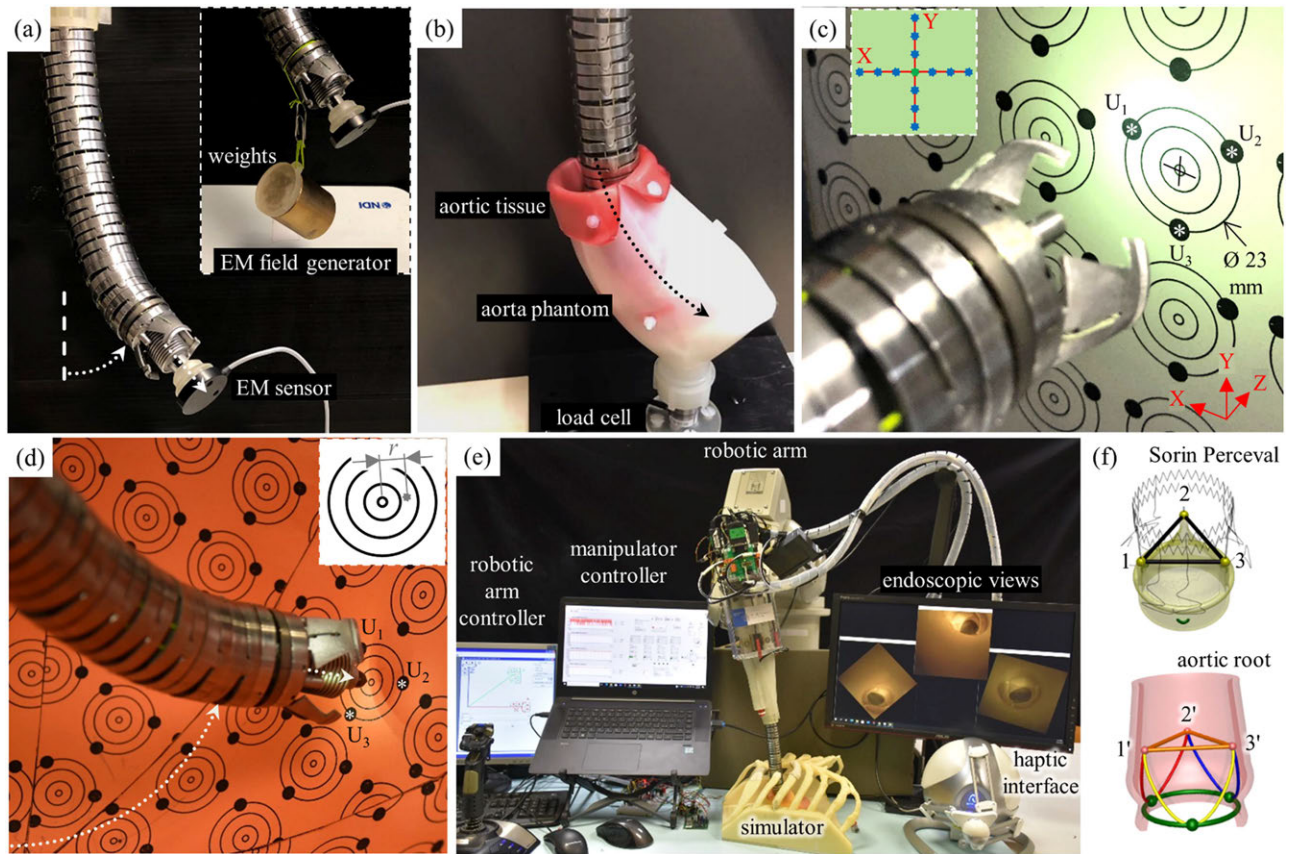 (a)
weights
NDI
EM field generator
EM sensor
(b)
aortic tissue
aorta phantom
load cell
(c)
Y
X
U1
U2
U3
Ø 23
mm
Y
Z
X
(d)
r
U1
U2
U3
(e)
robotic arm
manipulator
controller
robotic
arm
controller
endoscopic views
haptic
interface
simulator
(f)
Sorin Perceval
2
1
3
aortic root
2'
1'
3'